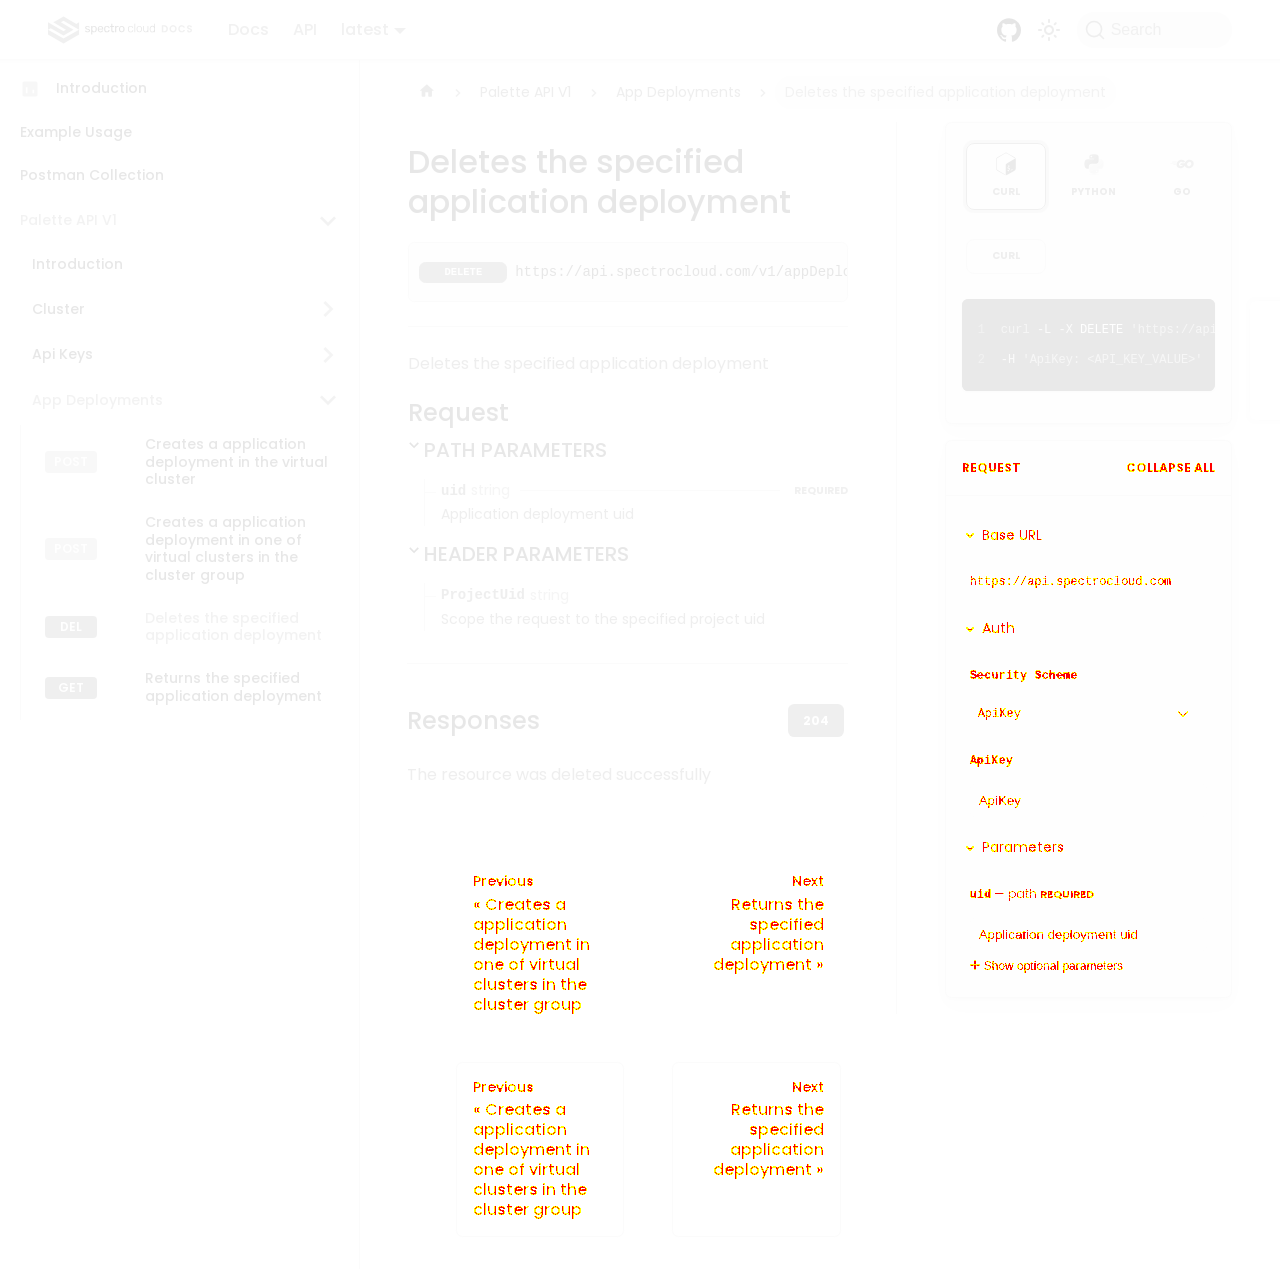 spectro cloud DOCS
Docs
API
latest
Search
Introduction
Example Usage
Postman Collection
Palette API V1
Introduction
Cluster
Api Keys
App Deployments
POST
Creates a application
deployment in the virtual
cluster
POST
Creates a application
deployment in one of
virtual clusters in the
cluster group
DEL
Deletes the specified
application deployment
GET
Returns the specified
application deployment
Palette API V1
App Deployments
Deletes the specified application deployment
Deletes the specified
application deployment
DELETE https://api.spectrocloud.com/v1/appDeplo
Deletes the specified application deployment
Request
PATH PARAMETERS
uid string REQUIRED
Application deployment uid
HEADER PARAMETERS
ProjectUid string
Scope the request to the specified project uid
Responses
204
The resource was deleted successfully
Previous
« Creates a
application
deployment in
one of virtual
clusters in the
cluster group
Next
Returns the
specified
application
deployment »
Previous
« Creates a
application
deployment in
one of virtual
clusters in the
cluster group
Next
Returns the
specified
application
deployment »
CURL
PYTHON
GO
CURL
1 curl -L -X DELETE 'https://api
2 -H 'ApiKey: <API_KEY_VALUE>'
REQUEST
COLLAPSE ALL
Base URL
https://api.spectrocloud.com
Auth
Security Scheme
ApiKey
ApiKey
ApiKey
Parameters
uid — path REQUIRED
Application deployment uid
Show optional parameters